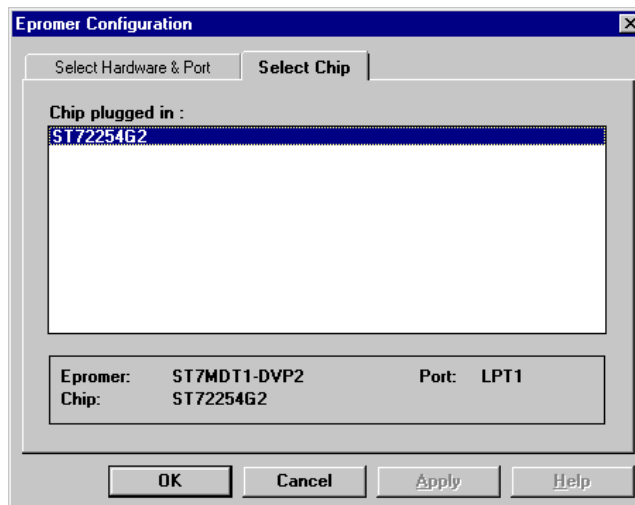 Epromer Configuration
Select Hardware & Port Select Chip
Chip plugged in :
ST72254G2
Epromer: ST7MDT1-DVP2 Port: LPT1
Chip: ST72254G2
OK Cancel Apply Help